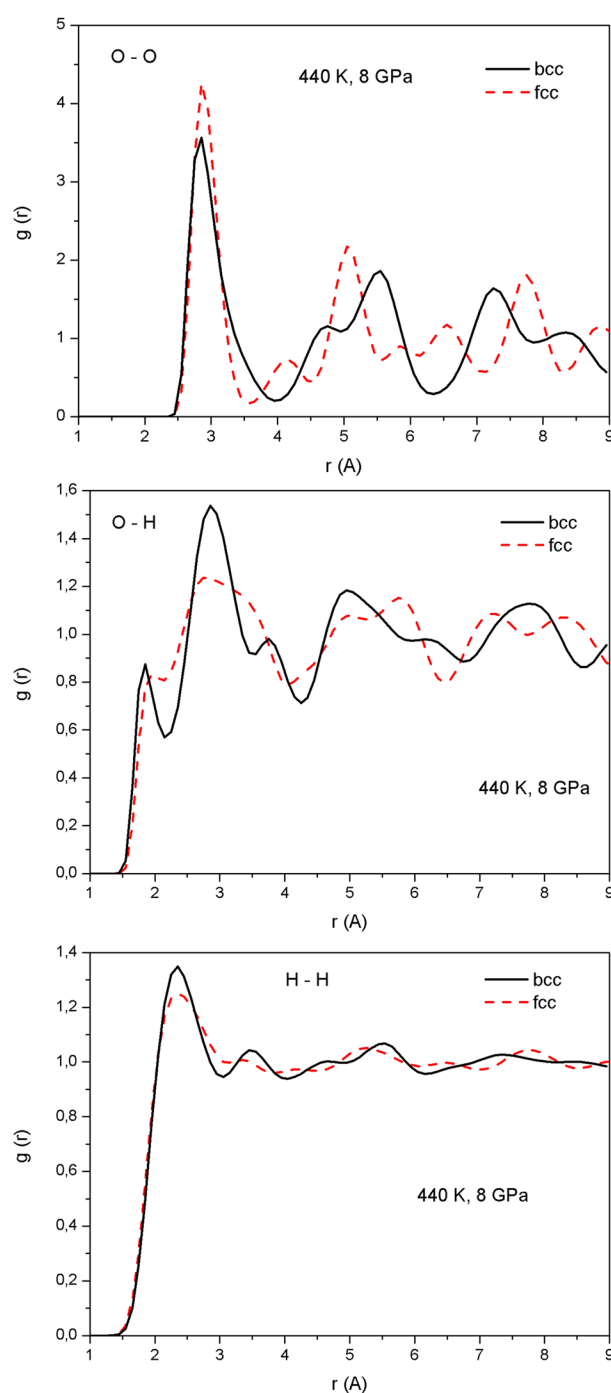 5
O - O
bcc
440 K, 8 GPa
fcc
4
3
g (r)
2
1
0
1 2 3 4 5 6 7 8 9
r (A)
1,6
O - H
bcc
1,4
fcc
1,2
1,0
g (r)
0,8
0,6
0,4
440 K, 8 GPa
0,2
0,0
1 2 3 4 5 6 7 8 9
r (A)
1,4
H - H
bcc
fcc
1,2
1,0
0,8
g (r)
0,6
440 K, 8 GPa
0,4
0,2
0,0
1 2 3 4 5 6 7 8 9
r (A)